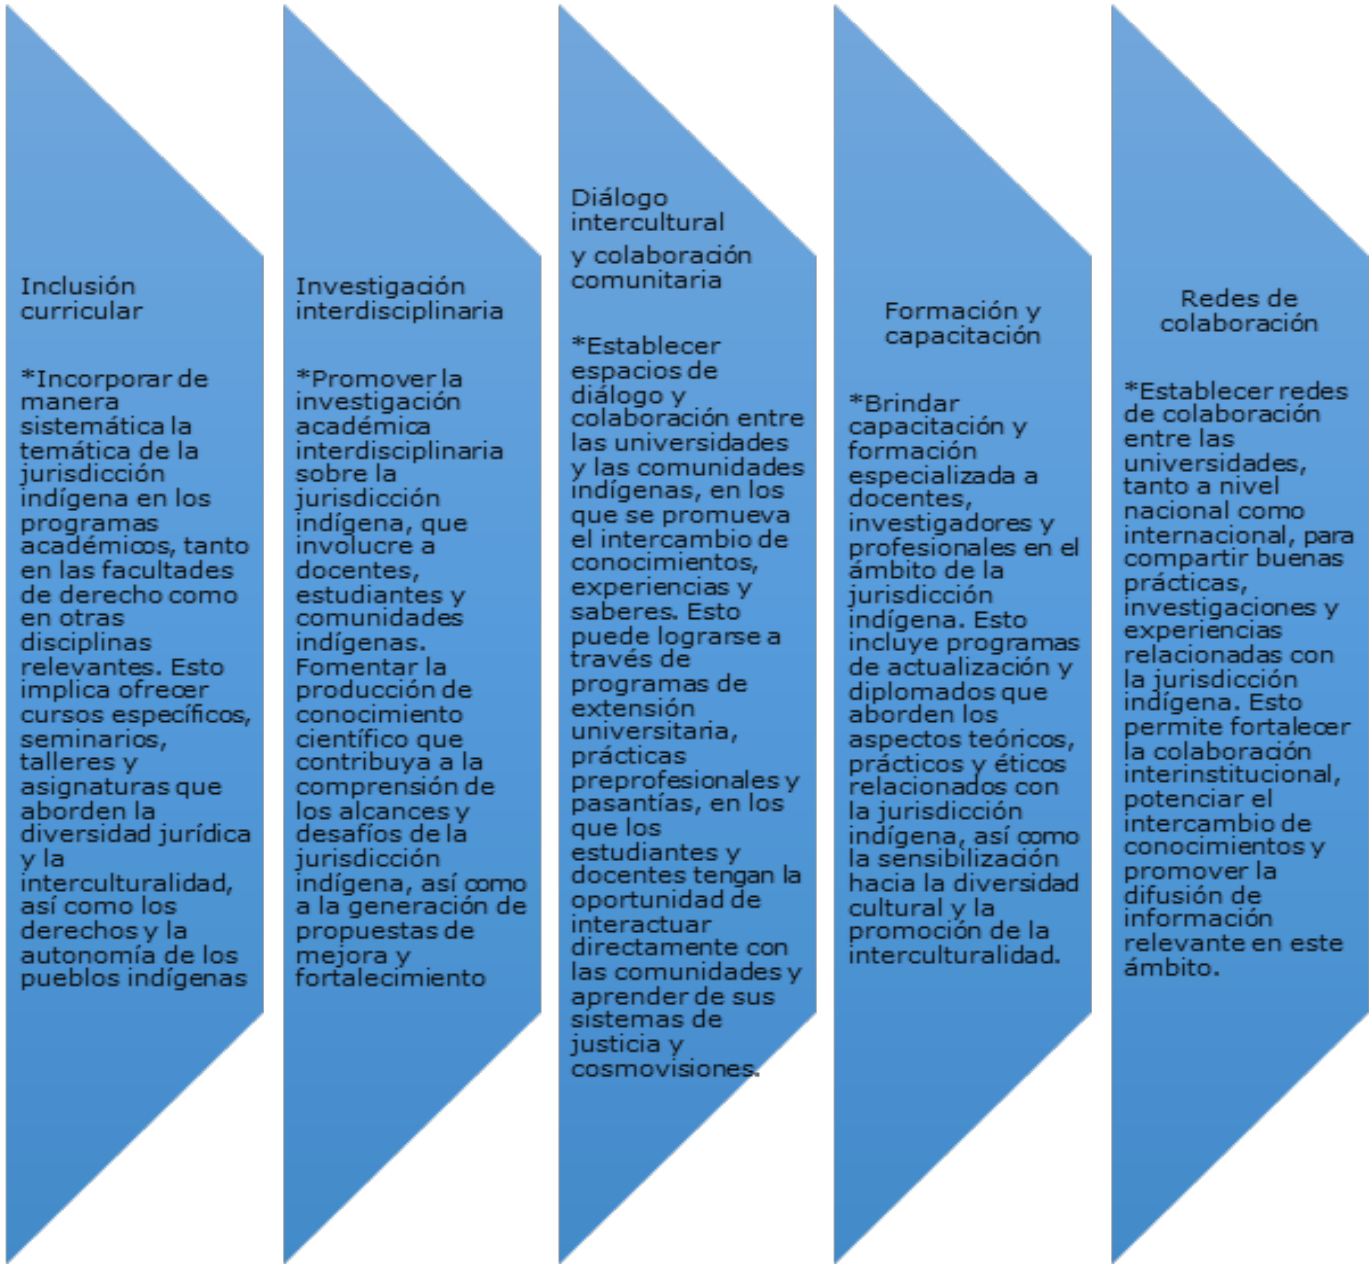 Inclusión
curricular
*Incorporar de
manera
sistemática la
temática de la
jurisdicción
indígena en los
programas
académicos, tanto
en las facultades
de derecho como
en otras
disciplinas
relevantes. Esto
implica ofrecer
cursos específicos,
seminarios,
talleres y
asignaturas que
aborden la
diversidad jurídica
y la
interculturalidad,
así como los
derechos y la
autonomía de los
pueblos indígenas
Investigación
interdisciplinaria
*Promover la
investigación
académica
interdisciplinaria
sobre la
jurisdicción
indígena, que
involucre a
docentes,
estudiantes y
comunidades
indígenas.
Fomentar la
producción de
conocimiento
científico que
contribuya a la
comprensión de
los alcances y
desafíos de la
jurisdicción
indígena, así como
a la generación de
propuestas de
mejora y
fortalecimiento
Diálogo
intercultural
y colaboración
comunitaria
*Establecer
espacios de
diálogo y
colaboración entre
las universidades
y las comunidades
indígenas, en los
que se promueva
el intercambio de
conocimientos,
experiencias y
saberes. Esto
puede lograrse a
través de
programas de
extensión
universitaria,
prácticas
preprofesionales y
pasantías, en los
que los
estudiantes y
docentes tengan la
oportunidad de
interactuar
directamente con
las comunidades y
aprender de sus
sistemas de
justicia y
cosmovisiones.
Formación y
capacitación
*Brindar
capacitación y
formación
especializada a
docentes,
investigadores y
profesionales en el
ámbito de la
jurisdicción
indígena. Esto
incluye programas
de actualización y
diplomados que
aborden los
aspectos teóricos,
prácticos y éticos
relacionados con
la jurisdicción
indígena, así como
la sensibilización
hacia la diversidad
cultural y la
promoción de la
interculturalidad.
Redes de
colaboración
*Establecer redes
de colaboración
entre las
universidades,
tanto a nivel
nacional como
internacional, para
compartir buenas
prácticas,
investigaciones y
experiencias
relacionadas con
la jurisdicción
indígena. Esto
permite fortalecer
la colaboración
interinstitucional,
potenciar el
intercambio de
conocimientos y
promover la
difusión de
información
relevante en este
ámbito.